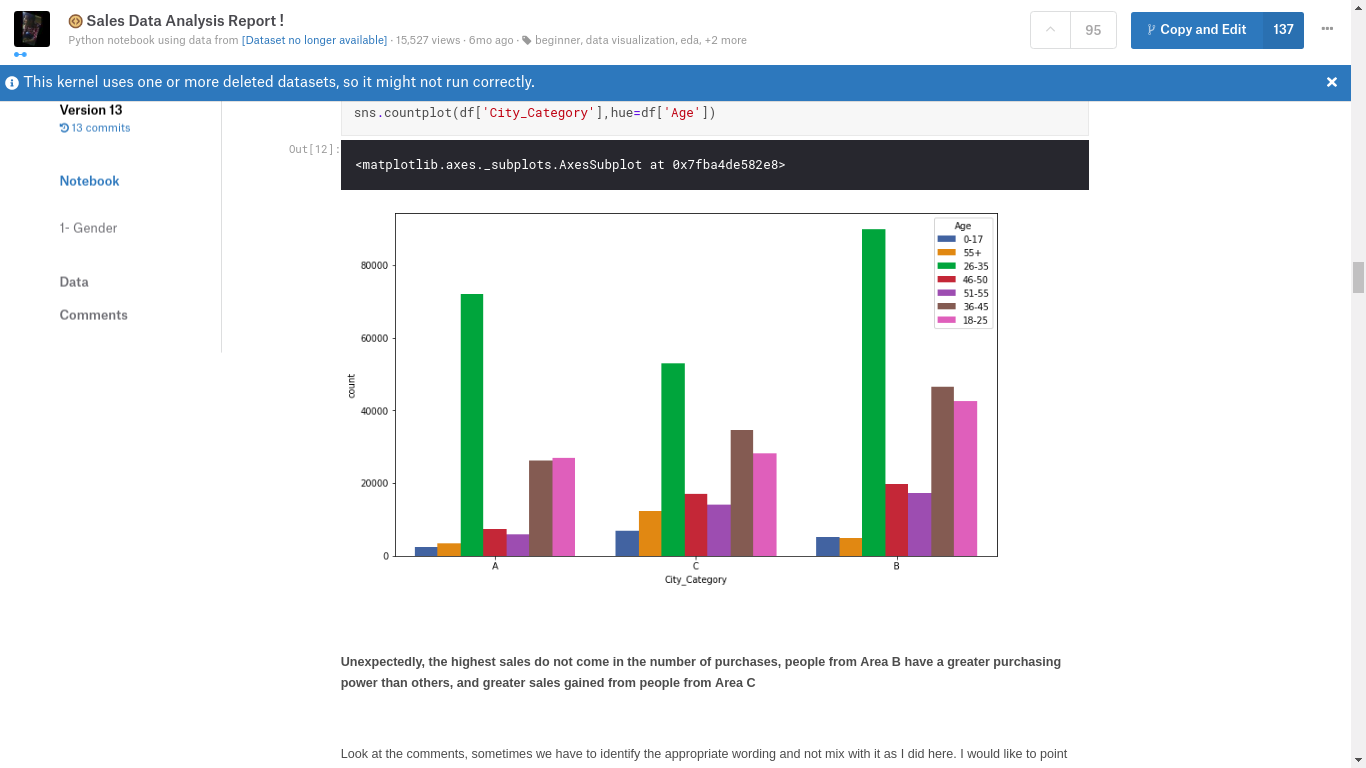 Sales Data Analysis Report !
Python notebook using data from [Dataset no longer available] · 15,527 views · 6mo ago · beginner, data visualization, eda, +2 more
95
Copy and Edit 137
This kernel uses one or more deleted datasets, so it might not run correctly.
Version 13
13 commits
Notebook
1- Gender
Data
Comments
sns.countplot(df['City_Category'],hue=df['Age'])
Out[12]:
<matplotlib.axes._subplots.AxesSubplot at 0x7fba4de582e8>
Age
0-17
55+
26-35
46-50
51-55
36-45
18-25
80000
60000
40000
20000
0
count
A
C
B
City_Category
Unexpectedly, the highest sales do not come in the number of purchases, people from Area B have a greater purchasing
power than others, and greater sales gained from people from Area C
Look at the comments, sometimes we have to identify the appropriate wording and not mix with it as I did here. I would like to point